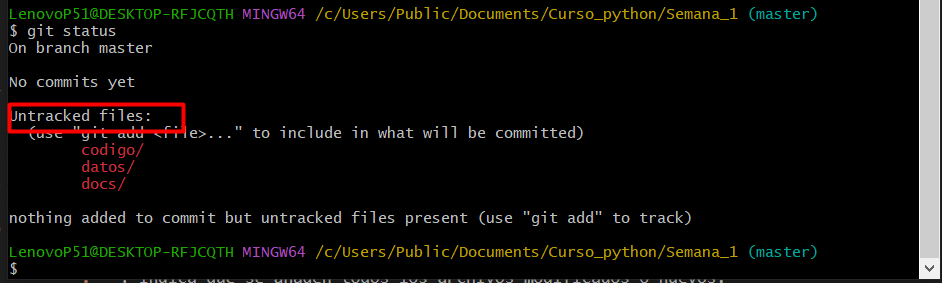 LenovoP51@DESKTOP-RFJCQTH MINGW64 /c/Users/Public/Documents/Curso_python/Semana_1 (master)
$ git status
On branch master
No commits yet
Untracked files:
(use "git add <file>..." to include in what will be committed)
codigo/
datos/
docs/
nothing added to commit but untracked files present (use "git add" to track)
LenovoP51@DESKTOP-RFJCQTH MINGW64 /c/Users/Public/Documents/Curso_python/Semana_1 (master)
$
indica que se añaden todos los archivos modificados o nuevos.